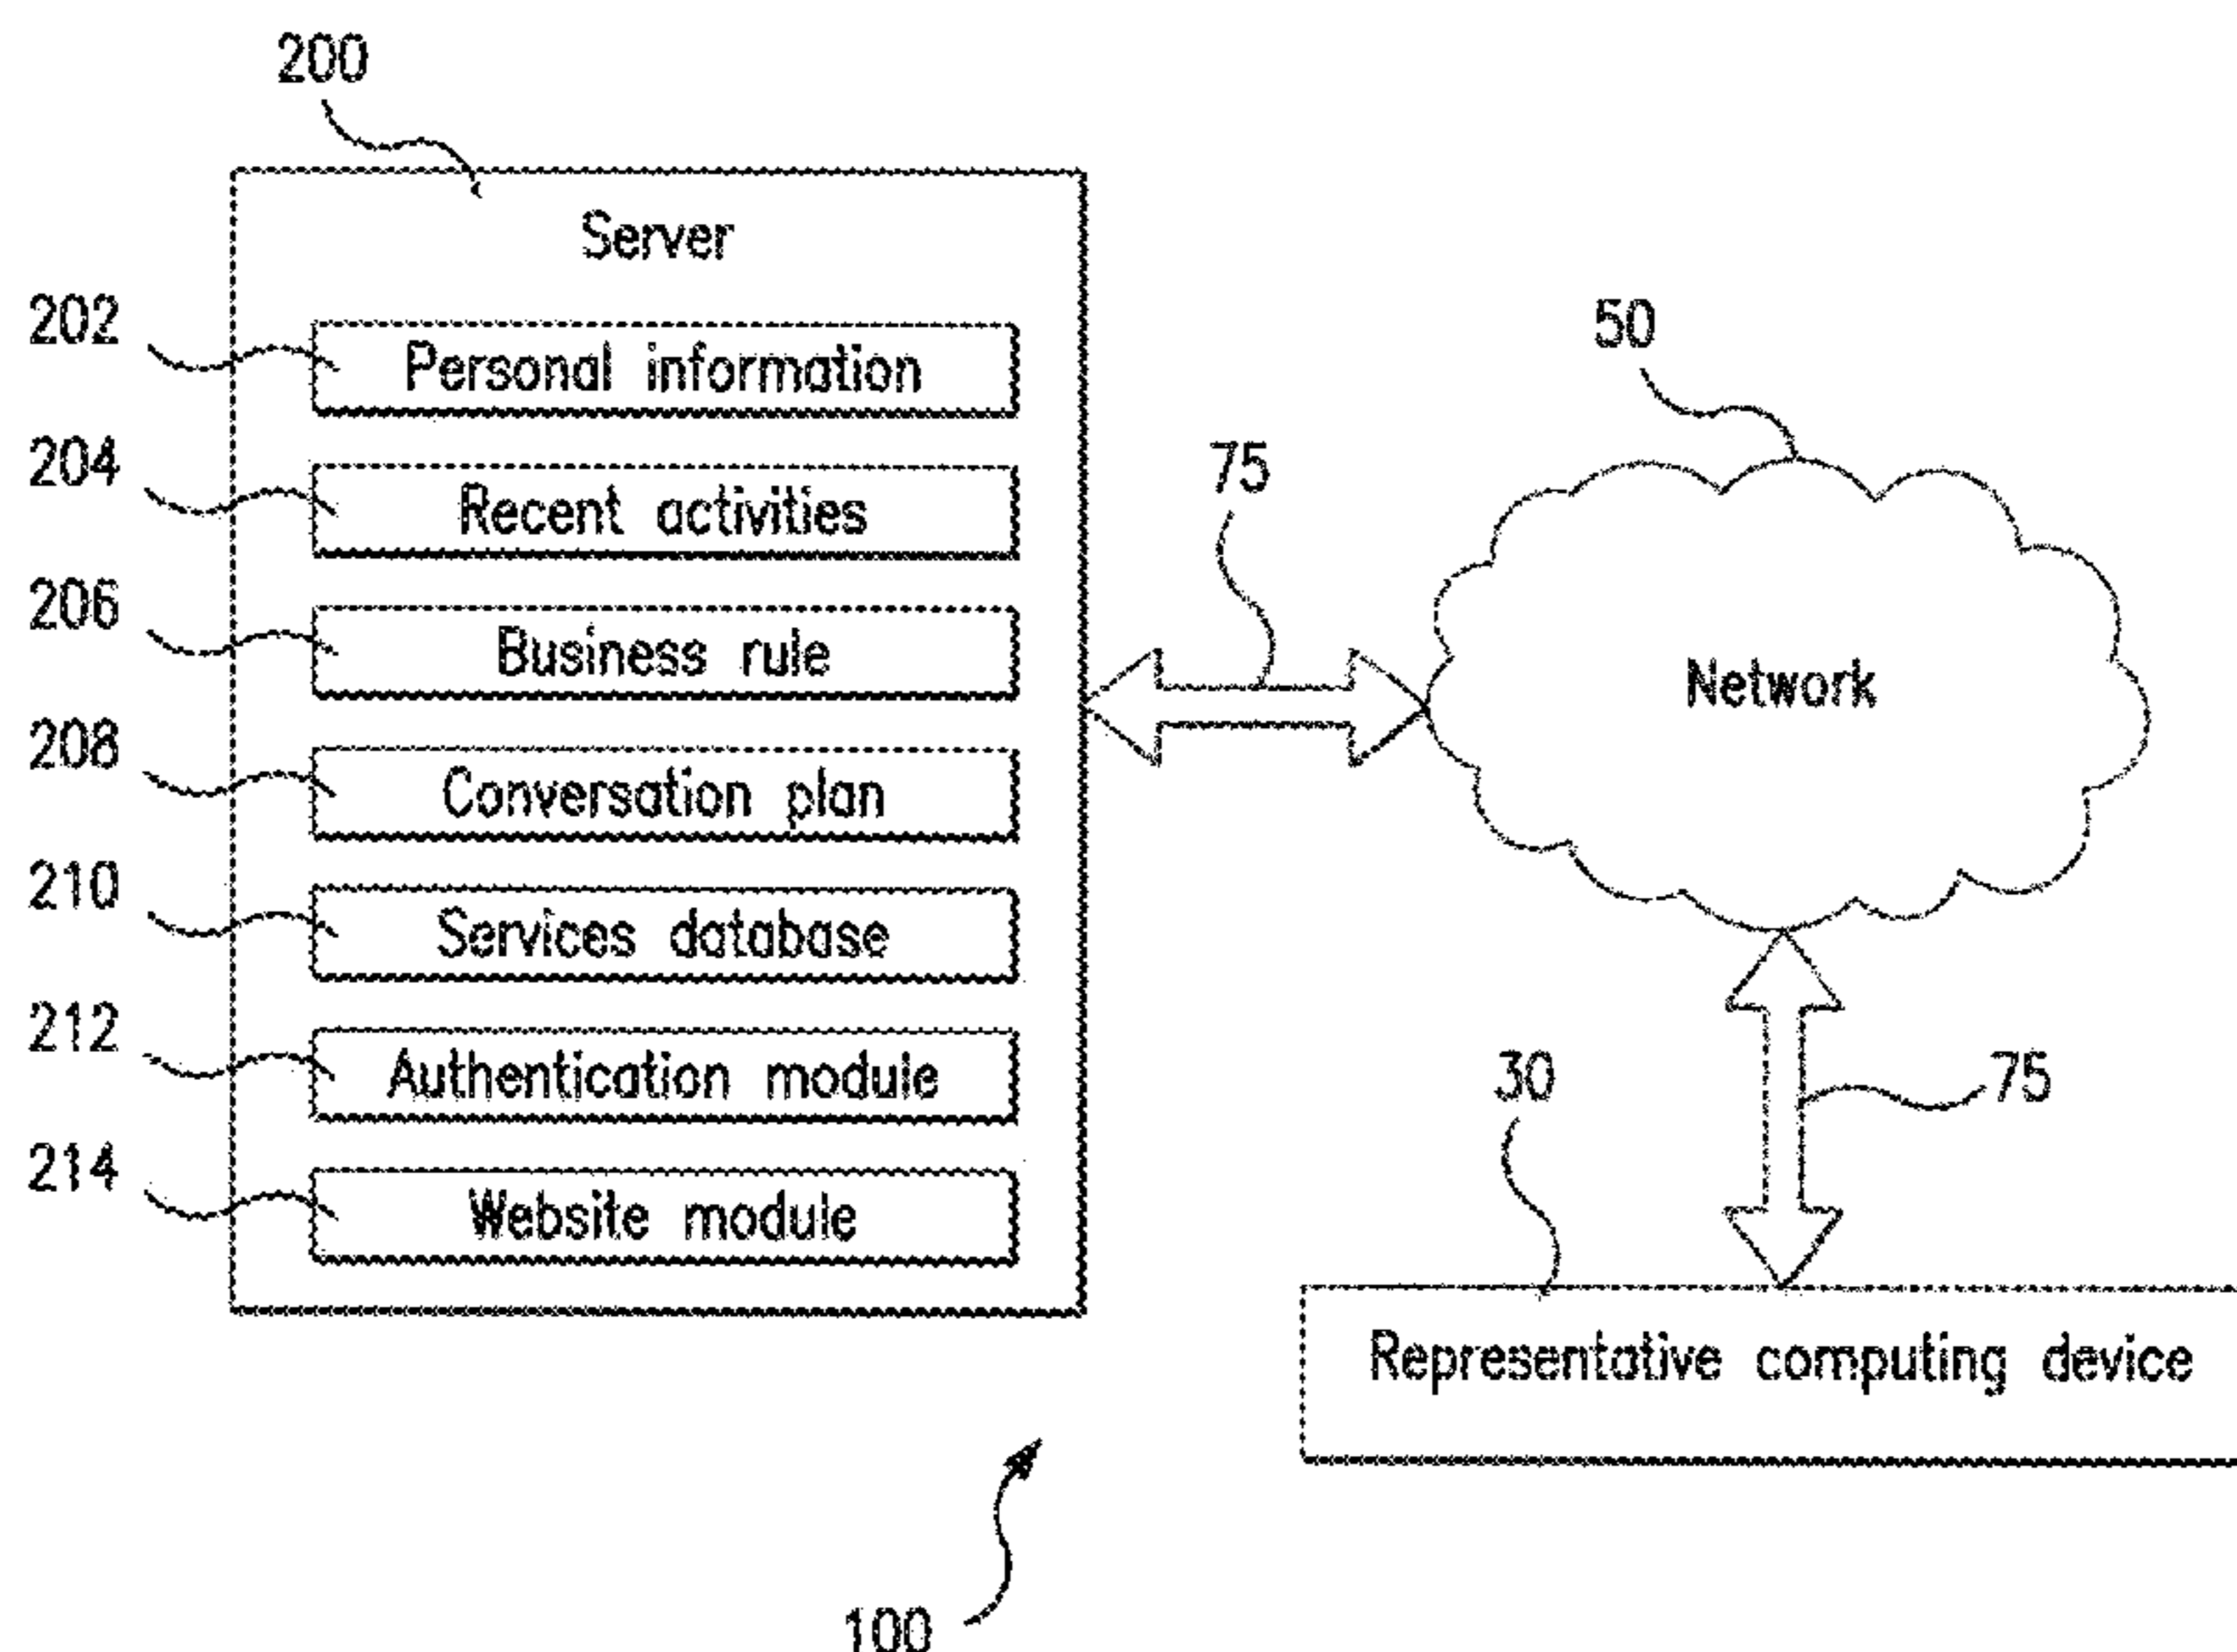 200
Server
202
Personal information
204
Recent activities
206
Business rule
208
Conversation plan
210
Services database
212
Authentication module
214
Website module
75
50
Network
75
30
Representative computing device
100